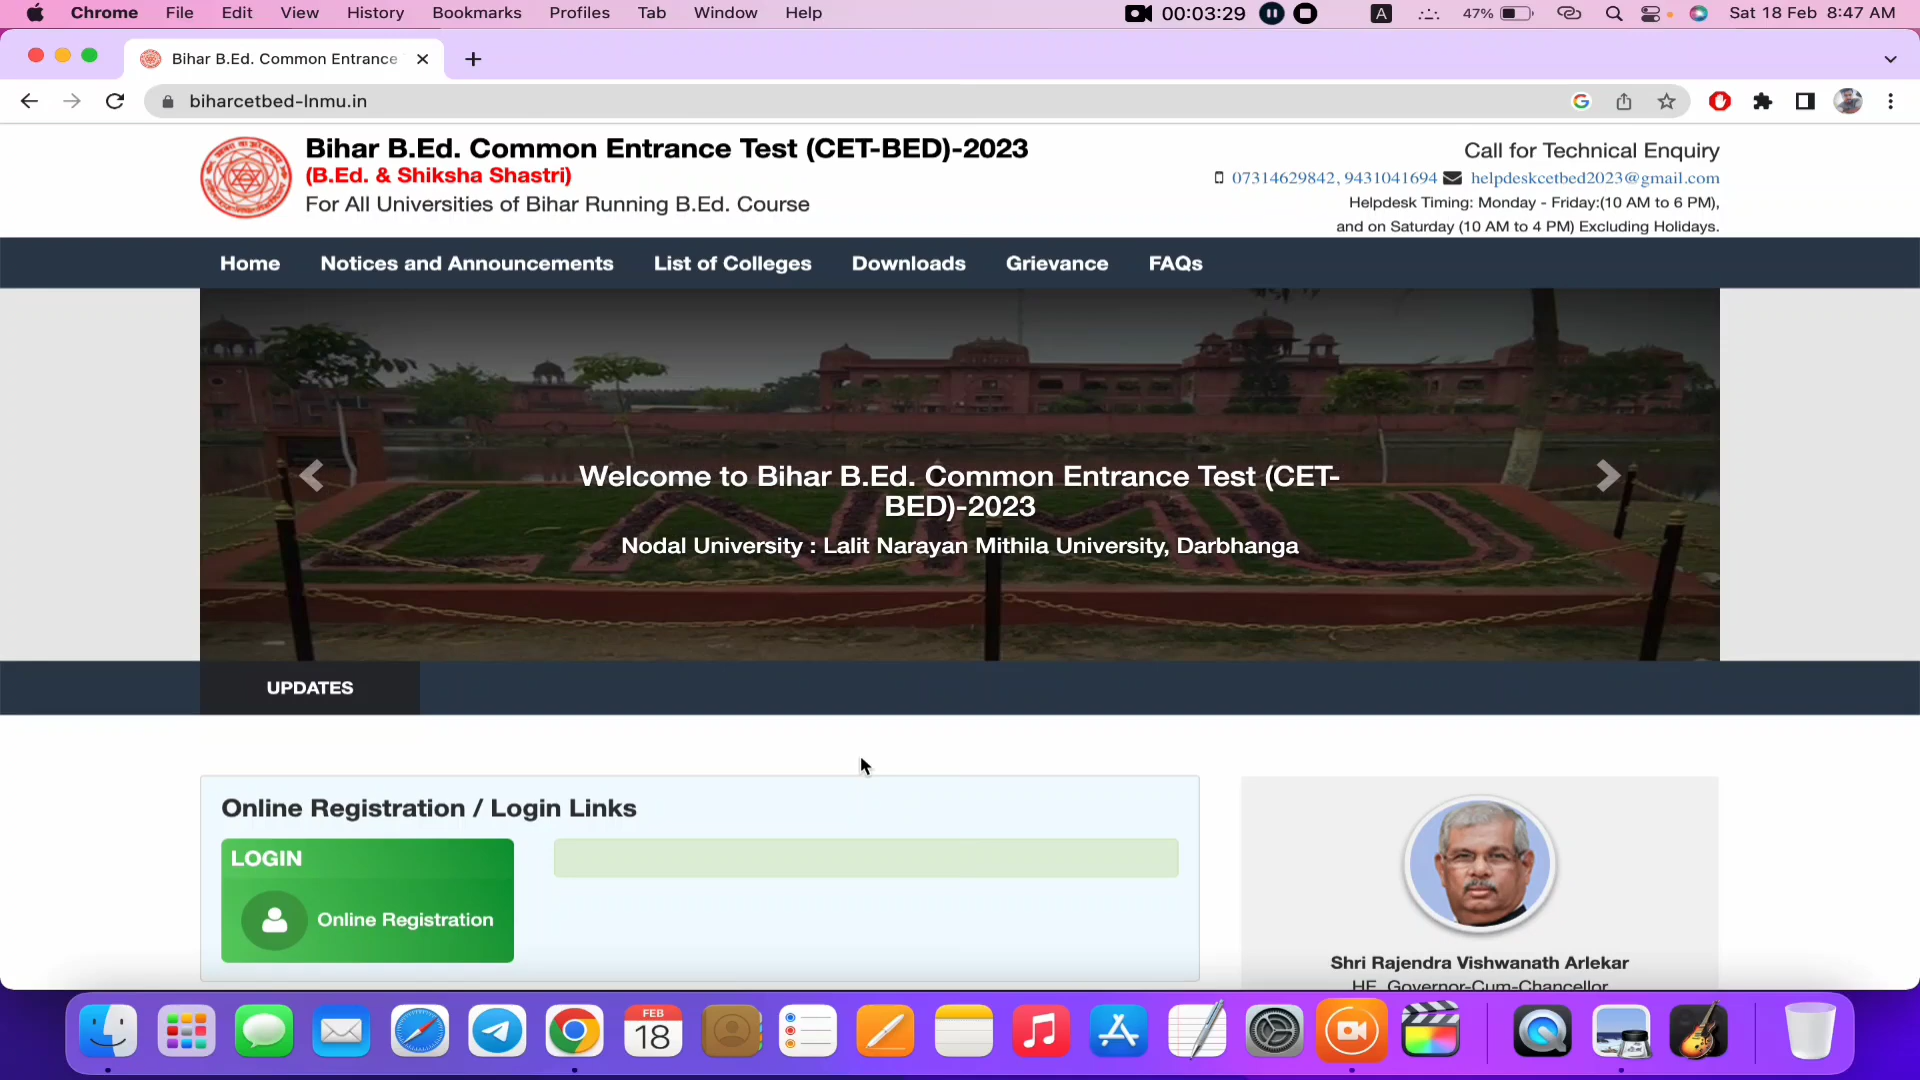 Chrome File Edit View History Bookmarks Profiles Tab Window Help 00:03:29 A 47% Sat 18 Feb 8:47 AM
Bihar B.Ed. Common Entrance
biharcetbed-lnmu.in
Bihar B.Ed. Common Entrance Test (CET-BED)-2023
(B.Ed. & Shiksha Shastri)
For All Universities of Bihar Running B.Ed. Course
Call for Technical Enquiry
07314629842, 9431041694 helpdeskcetbed2023@gmail.com
Helpdesk Timing: Monday - Friday:(10 AM to 6 PM),
and on Saturday (10 AM to 4 PM) Excluding Holidays.
Home Notices and Announcements List of Colleges Downloads Grievance FAQs
LNMU
Welcome to Bihar B.Ed. Common Entrance Test (CET-
BED)-2023
Nodal University : Lalit Narayan Mithila University, Darbhanga
UPDATES
Online Registration / Login Links
LOGIN
Online Registration
Shri Rajendra Vishwanath Arlekar
HE. Governor-Cum-Chancellor
FEB
18